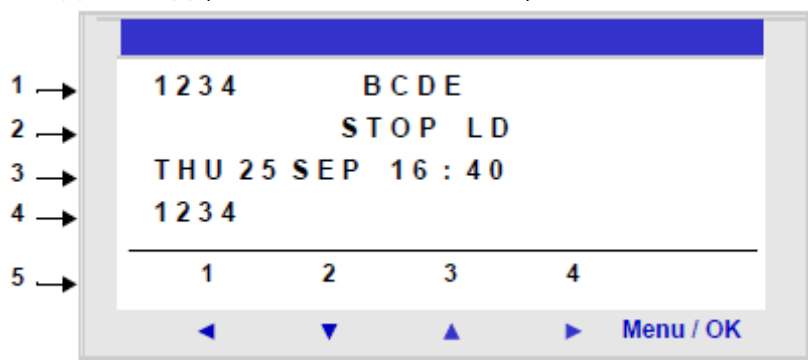 1 1234 BCDE
2 STOP LD
3 THU 25 SEP 16:40
4 1234
5 1 2 3 4
Menu / OK